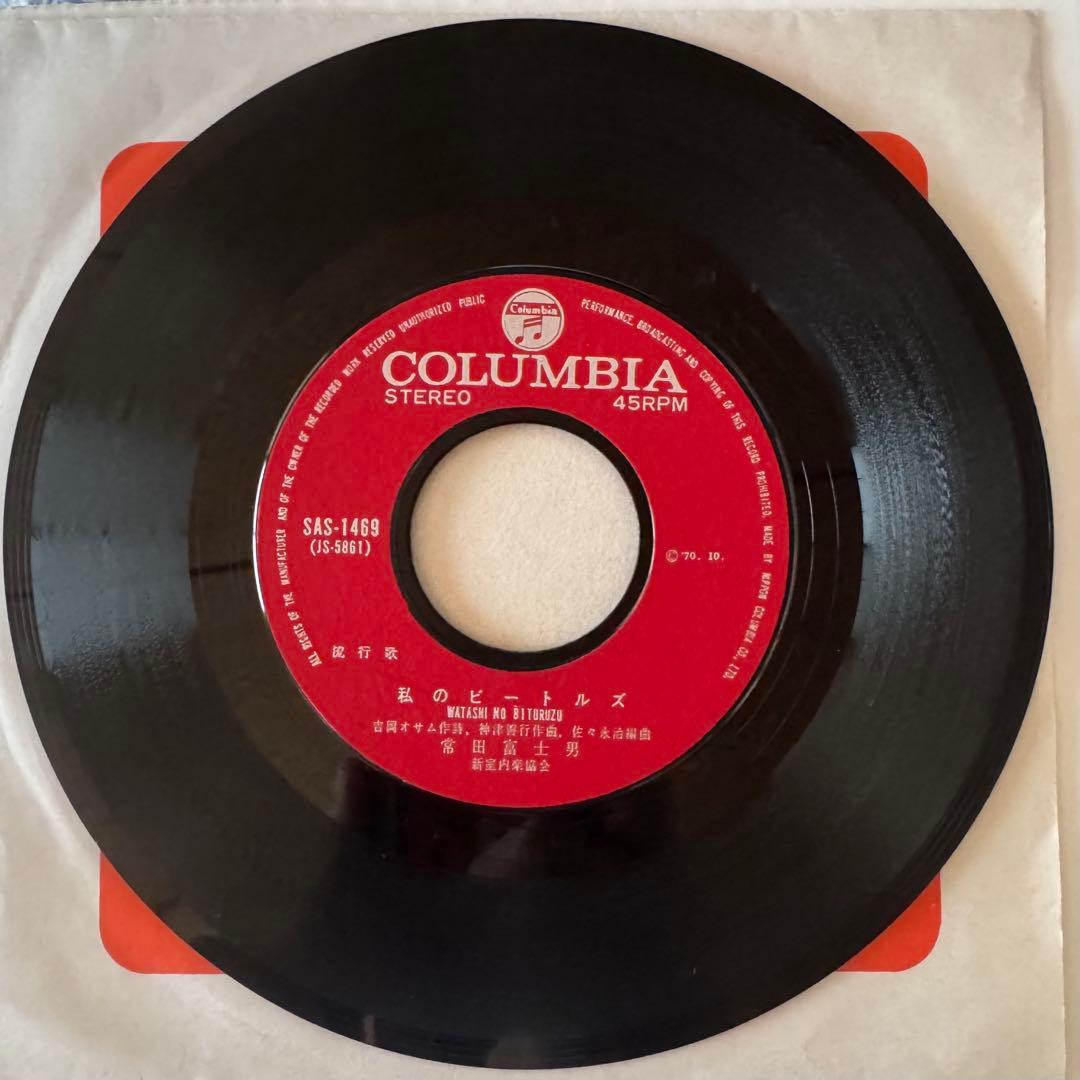 Columbia
COLUMBIA
STEREO 45RPM
ALL RIGHTS OF THE MANUFACTURER AND OF THE OWNER OF THE RECORDED WORK RESERVED UNAUTHORIZED PUBLIC PERFORMANCE, BROADCASTING AND COPYING OF THIS RECORD PROHIBITED. MADE BY NIPPON COLUMBIA CO., LTD.
SAS-1469
(JS-5861)
©'70. 10.
流行歌
私のビートルズ
WATASHI NO BITURUZU
吉岡オサム作詩, 神津善行作曲, 佐々永治編曲
常田富士男
新室内楽協会